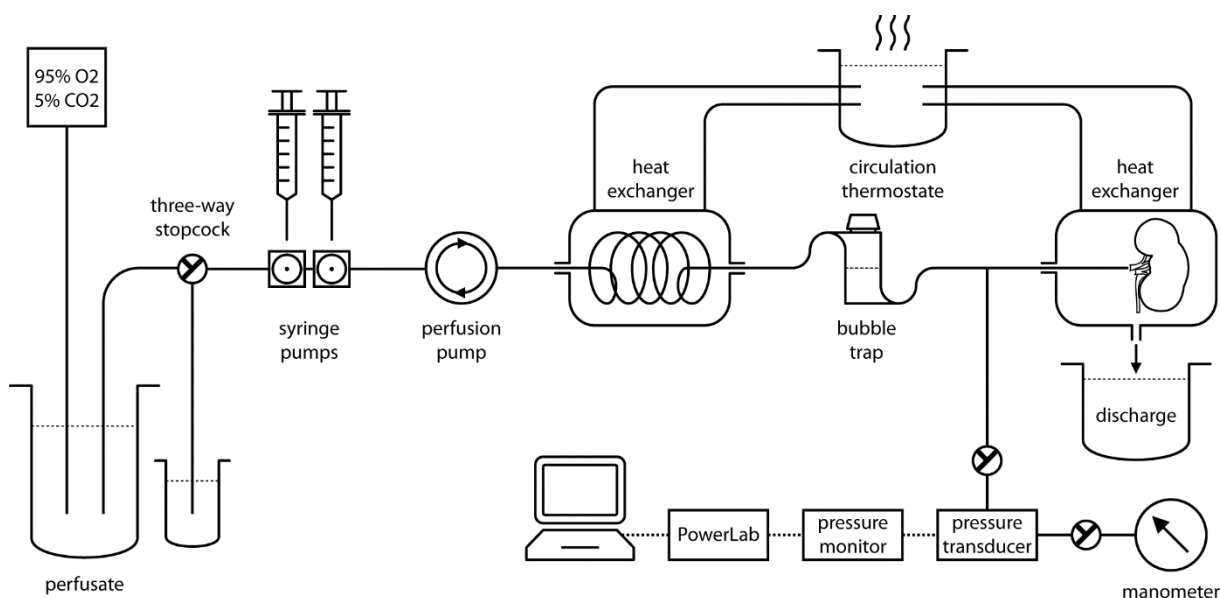 95% O2
5% CO2
three-way
stopcock
syringe
pumps
perfusion
pump
heat
exchanger
circulation
thermostate
bubble
trap
heat
exchanger
discharge
perfusate
PowerLab
pressure
monitor
pressure
transducer
manometer